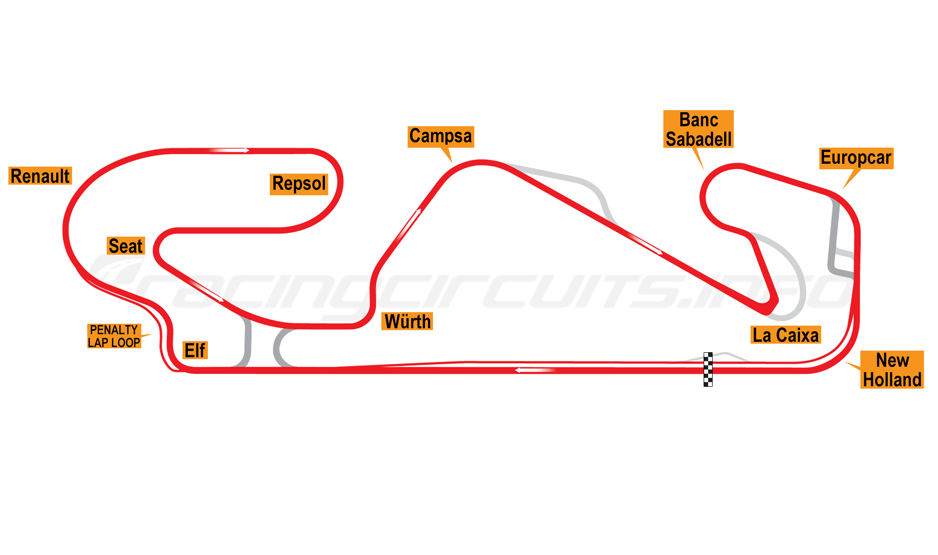 Banc
Sabadell
Campsa
Europcar
Renault
Repsol
Seat
racingcircuits.info
Würth
PENALTY
LAP LOOP
La Caixa
Elf
New
Holland